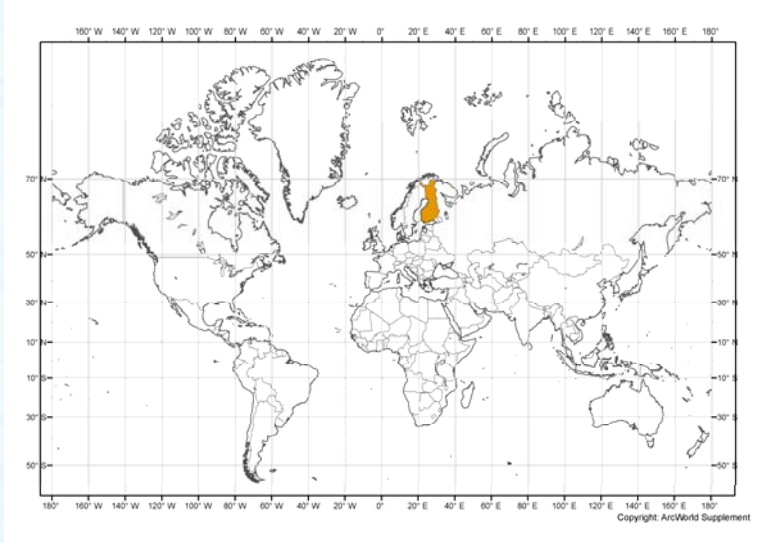 160° W 140° W 120° W 100° W 80° W 60° W 40° W 20° W 0° 20° E 40° E 60° E 80° E 100° E 120° E 140° E 160° E 180°
70° N 70° N
50° N 50° N
30° N 30° N
10° N 10° N
10° S 10° S
30° S 30° S
50° S 50° S
180° 160° W 140° W 120° W 100° W 80° W 60° W 40° W 20° W 0° 20° E 40° E 60° E 80° E 100° E 120° E 140° E 160° E 180°
Copyright: ArcWorld Supplement